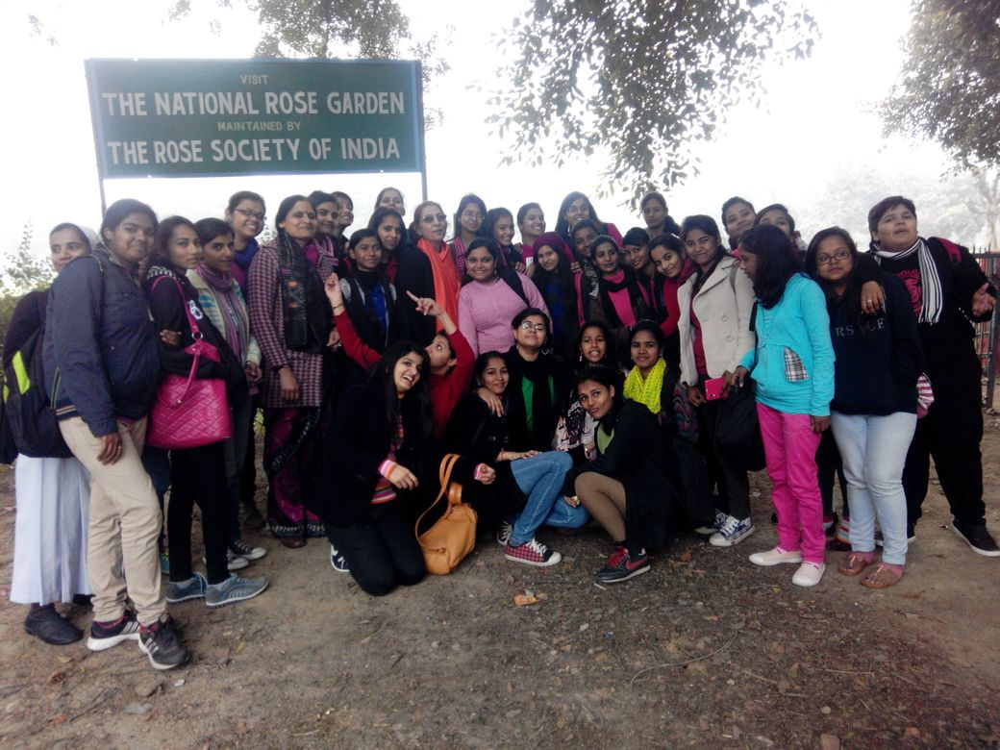 VISIT
THE NATIONAL ROSE GARDEN
MAINTAINED BY
THE ROSE SOCIETY OF INDIA